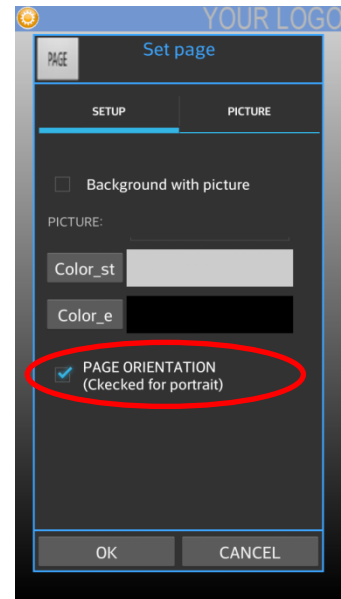 YOUR LOGO
PAGE
Set page
SETUP
PICTURE
Background with picture
PICTURE:
Color_st
Color_e
PAGE ORIENTATION
(Ckecked for portrait)
OK
CANCEL